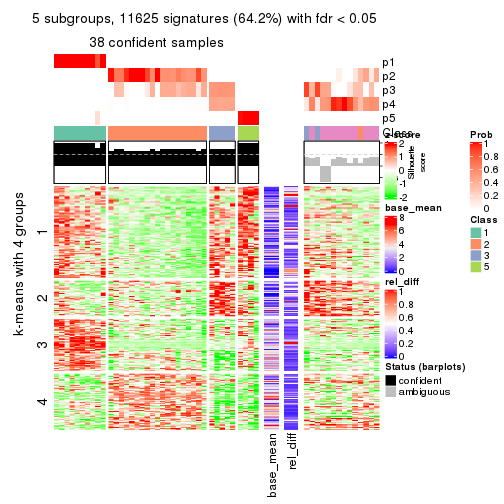 5 subgroups, 11625 signatures (64.2%) with fdr < 0.05
38 confident samples
p1
p2
p3
p4
p5
Class
z-score
2
1
0
-1
-2
Silhouette
score
Prob
1
0.8
0.6
0.4
0.2
0
Class
1
2
3
5
base_mean
8
6
4
2
0
rel_diff
1
0.8
0.6
0.4
0.2
0
Status (barplots)
confident
ambiguous
k-means with 4 groups
1
2
3
4
base_mean
rel_diff